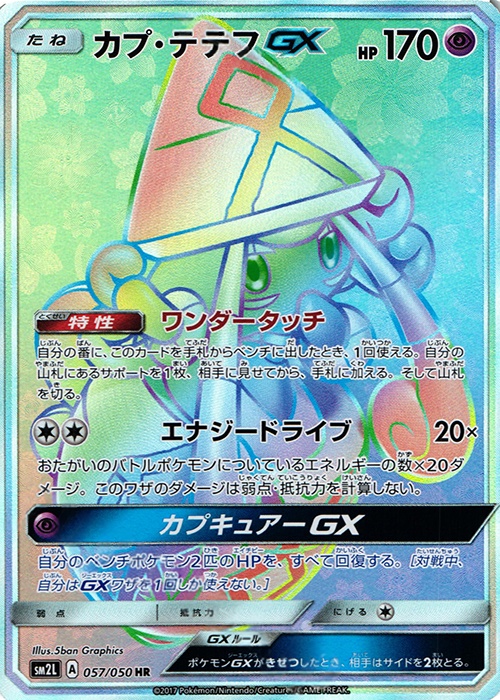 たね カプ・テテフGX HP 170
とくせい
特性 ワンダータッチ
自分の番に、このカードを手札からベンチに出したとき、1回使える。自分の
山札にあるサポートを1枚、相手に見せてから、手札に加える。そして山札
を切る。
エナジードライブ 20×
おたがいのバトルポケモンについているエネルギーの数×20ダ
メージ。このワザのダメージは弱点・抵抗力を計算しない。
カプキュアーGX
自分のベンチポケモン2匹のHPを、すべて回復する。[対戦中、
自分はGXワザを1回しか使えない。]
弱点 抵抗力 にげる
Illus.5ban Graphics
GXルール
SM2L A 057/050 HR
ポケモンGXがきぜつしたとき、相手はサイドを2枚とる。
©2017 Pokémon/Nintendo/Creatures/GAME FREAK.